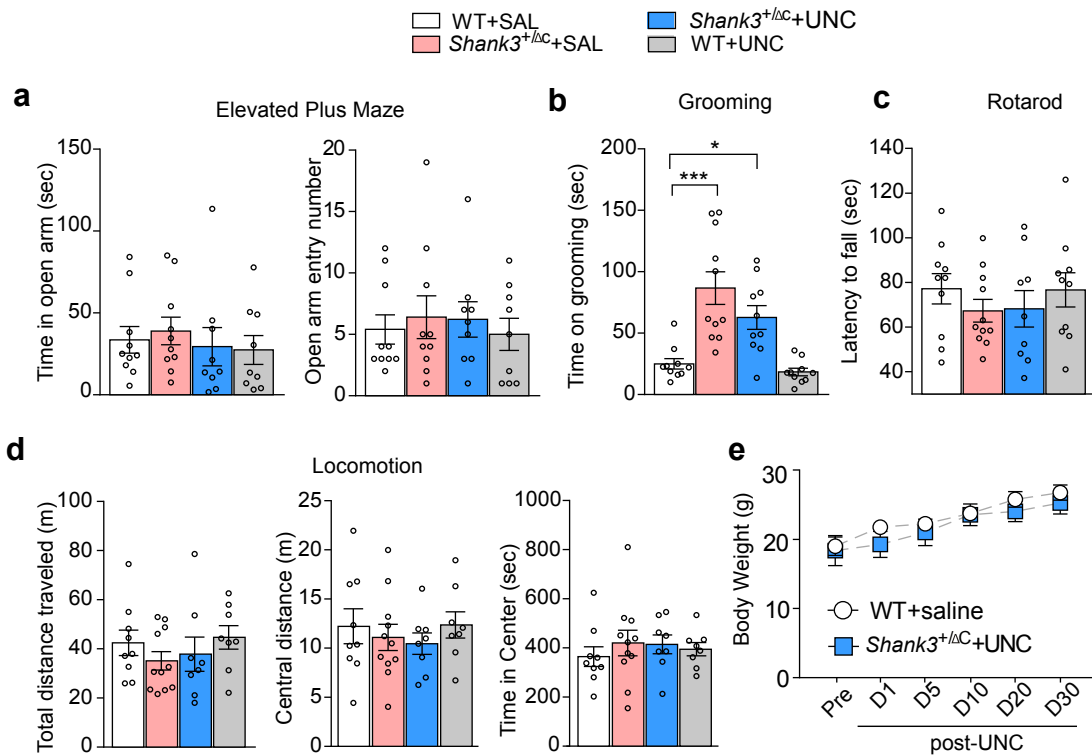 WT+SAL
Shank3+/ΔC+SAL
Shank3+/ΔC+UNC
WT+UNC
a
Elevated Plus Maze
Time in open arm (sec)
150
100
50
0
Open arm entry number
20
15
10
5
0
b
Grooming
Time on grooming (sec)
200
150
100
50
0
***
*
c
Rotarod
Latency to fall (sec)
140
120
100
80
60
40
d
Locomotion
Total distance traveled (m)
100
80
60
40
20
0
Central distance (m)
25
20
15
10
5
0
Time in Center (sec)
1000
800
600
400
200
0
e
Body Weight (g)
30
20
10
0
WT+saline
Shank3+/ΔC+UNC
Pre D1 D5 D10 D20 D30
post-UNC